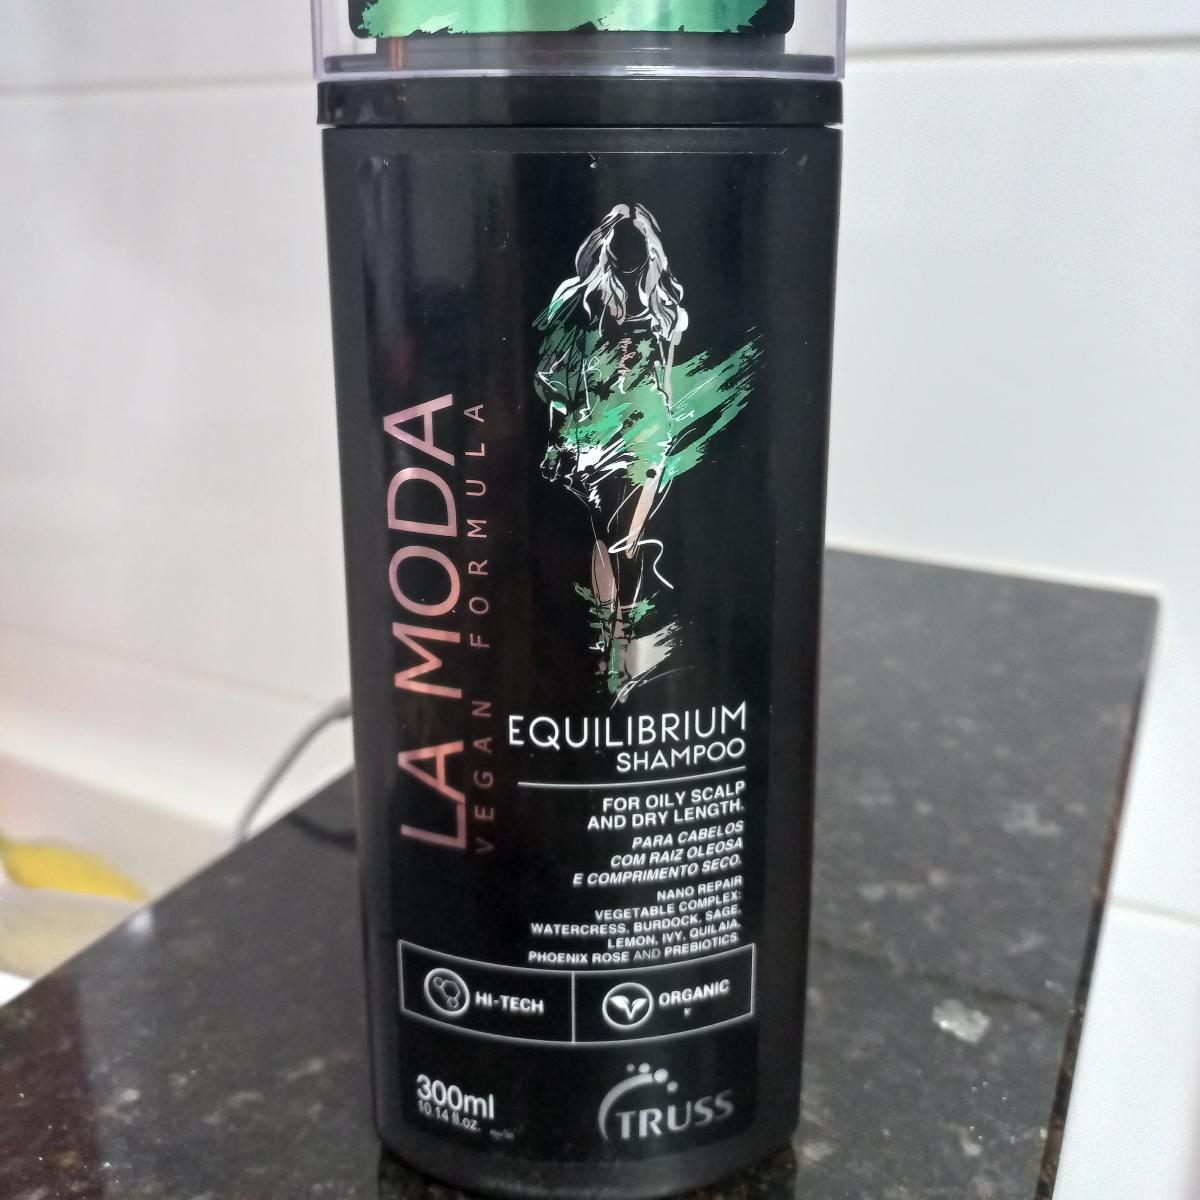 LA MODA
VEGAN FORMULA
EQUILIBRIUM
SHAMPOO
FOR OILY SCALP
AND DRY LENGTH.
PARA CABELOS
COM RAIZ OLEOSA
E COMPRIMENTO SECO.
NANO REPAIR
VEGETABLE COMPLEX:
WATERCRESS, BURDOCK, SAGE,
LEMON, IVY, QUILAIA,
PHOENIX ROSE AND PREBIOTICS.
HI-TECH
ORGANIC
300ml
10.14 fl.oz.
TRUSS